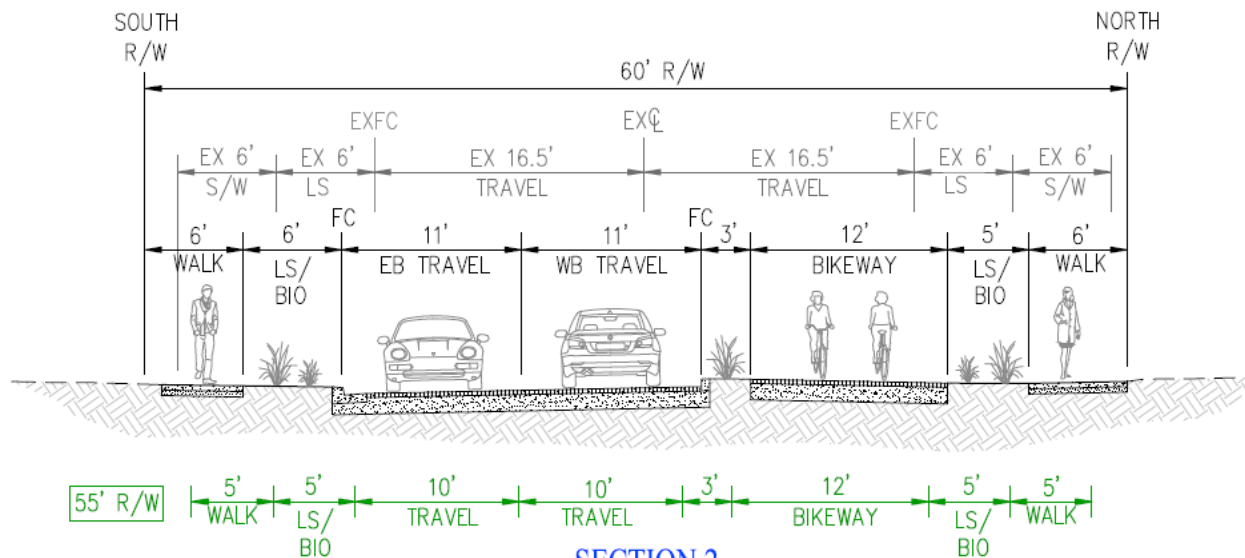 SOUTH
R/W
NORTH
R/W
60' R/W
EXFC
EX℄
EXFC
EX 6'
S/W
EX 6'
LS
EX 16.5'
TRAVEL
EX 16.5'
TRAVEL
EX 6'
LS
EX 6'
S/W
FC
FC
6'
WALK
6'
LS/
BIO
11'
EB TRAVEL
11'
WB TRAVEL
3'
12'
BIKEWAY
5'
LS/
BIO
6'
WALK
55' R/W
5'
WALK
5'
LS/
BIO
10'
TRAVEL
10'
TRAVEL
3'
12'
BIKEWAY
5'
LS/
BIO
5'
WALK
SECTION 2